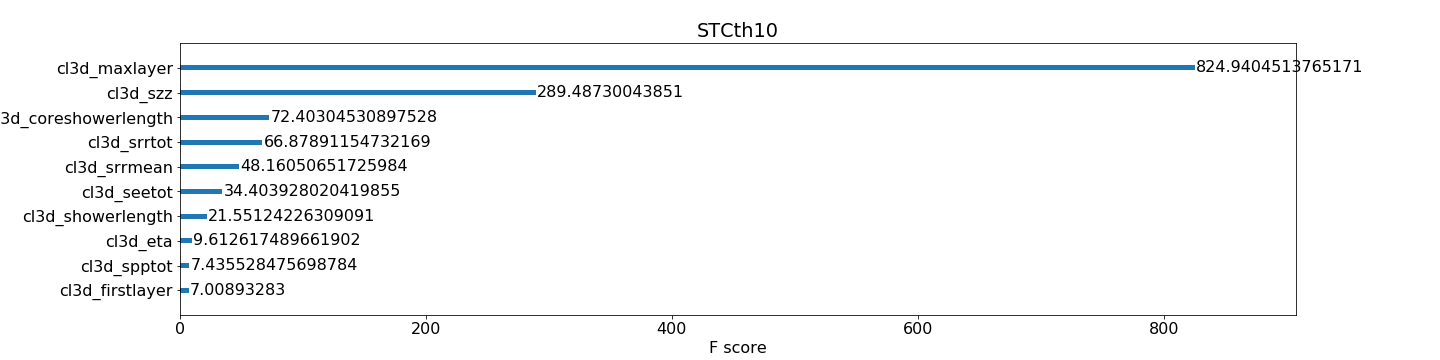 STCth10
cl3d_maxlayer 824.9404513765171
cl3d_szz 289.48730043851
3d_coreshowerlength 72.40304530897528
cl3d_srrtot 66.87891154732169
cl3d_srrmean 48.16050651725984
cl3d_seetot 34.403928020419855
cl3d_showerlength 21.55124226309091
cl3d_eta 9.612617489661902
cl3d_spptot 7.435528475698784
cl3d_firstlayer 7.00893283
0 200 400 600 800
F score